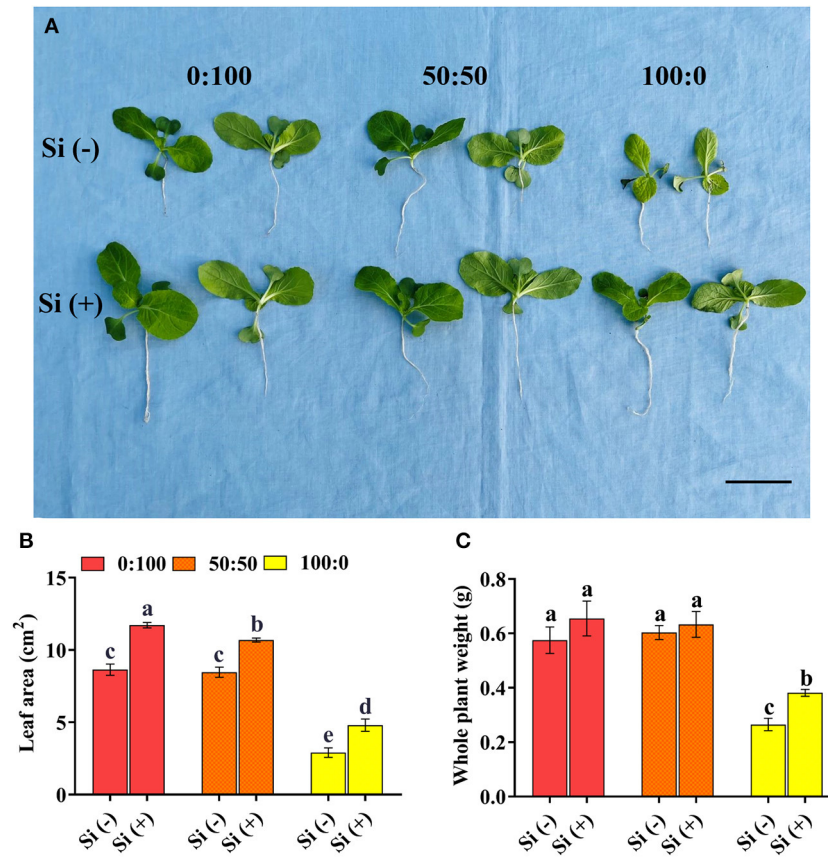 A
0:100 50:50 100:0
Si (-)
Si (+)
B
0:100 50:50 100:0
Leaf area (cm2)
15
10
5
0
c a c b e d
Si (-) Si (+) Si (-) Si (+) Si (-) Si (+)
C
Whole plant weight (g)
0.8
0.6
0.4
0.2
0.0
a a a a c b
Si (-) Si (+) Si (-) Si (+) Si (-) Si (+)